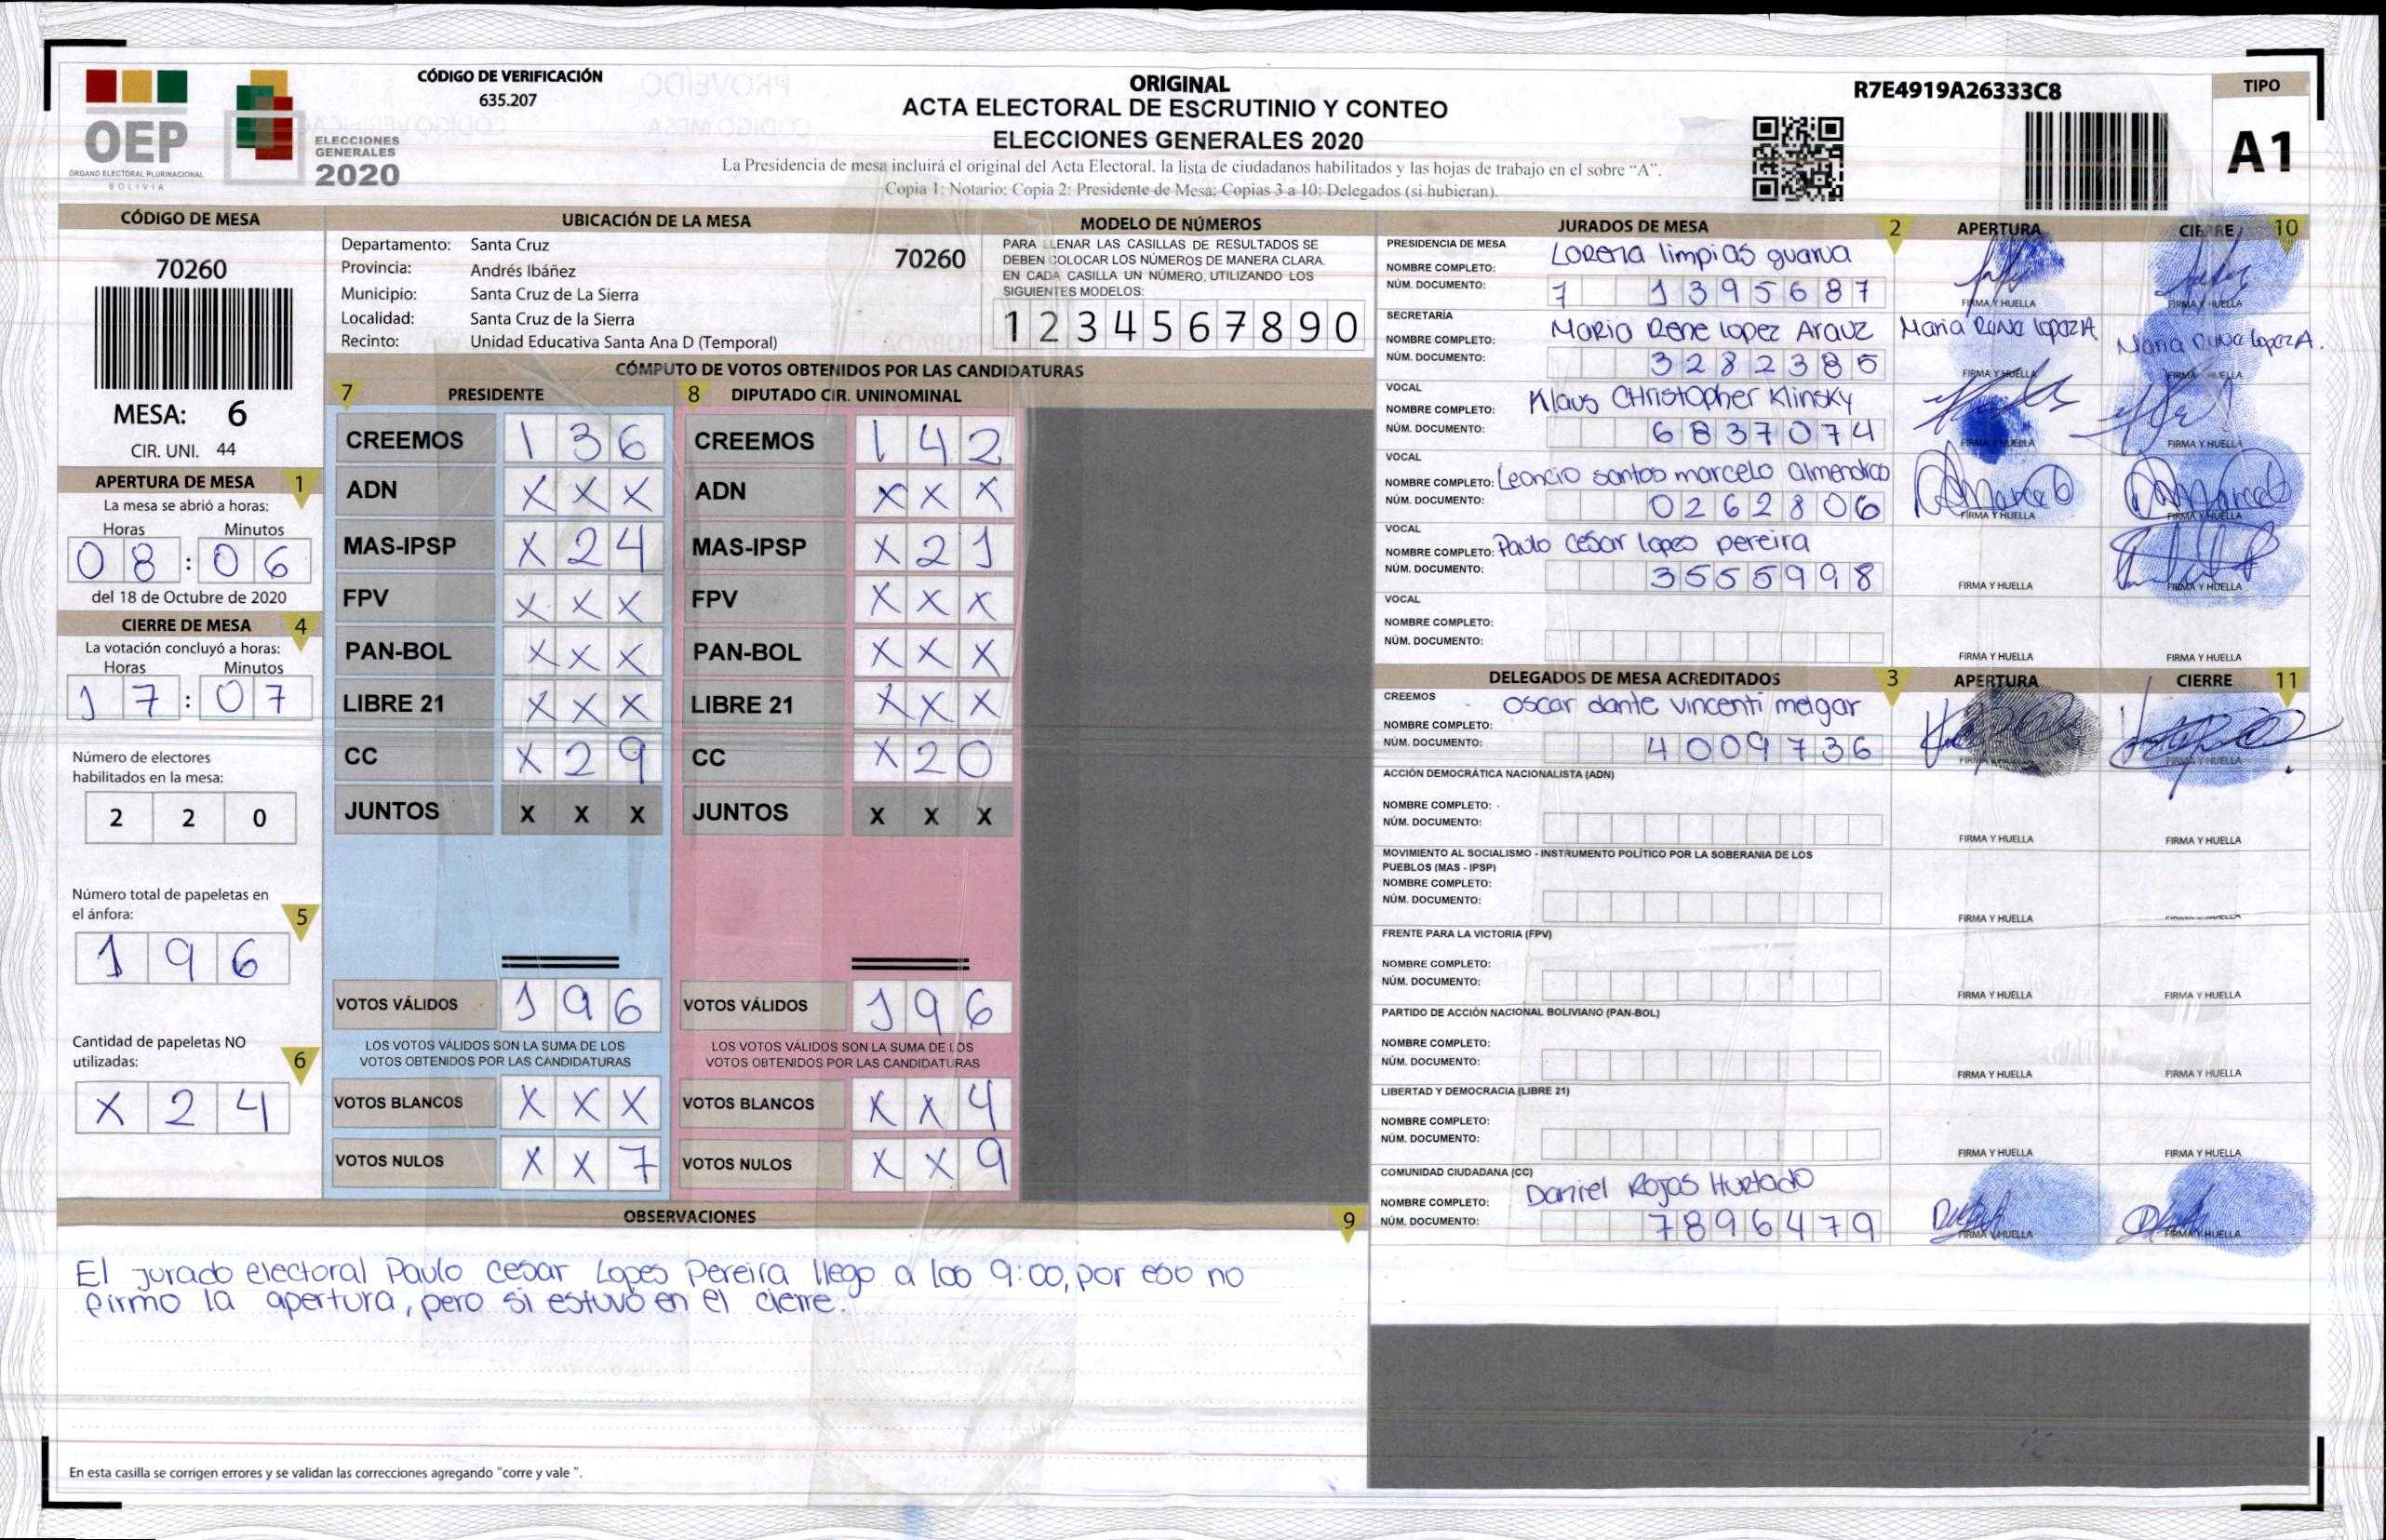 CÓDIGO DE VERIFICACIÓN
635.207
OEP
ÓRGANO ELECTORAL PLURINACIONAL
BOLIVIA
ELECCIONES
GENERALES
2020
ORIGINAL
ACTA ELECTORAL DE ESCRUTINIO Y CONTEO
ELECCIONES GENERALES 2020
La Presidencia de mesa incluirá el original del Acta Electoral, la lista de ciudadanos habilitados y las hojas de trabajo en el sobre “A”.
Copia 1: Notario; Copia 2: Presidente de Mesa; Copias 3 a 10: Delegados (si hubieran).
R7E4919A26333C8
TIPO
A1
CÓDIGO DE MESA
70260
MESA: 6
CIR. UNI. 44
APERTURA DE MESA 1
La mesa se abrió a horas:
Horas Minutos
08 : 06
del 18 de Octubre de 2020
CIERRE DE MESA 4
La votación concluyó a horas:
Horas Minutos
17 : 07
Número de electores
habilitados en la mesa:
2 2 0
Número total de papeletas en
el ánfora: 5
1 9 6
Cantidad de papeletas NO
utilizadas: 6
X 2 4
UBICACIÓN DE LA MESA
Departamento: Santa Cruz
70260
Provincia: Andrés Ibáñez
Municipio: Santa Cruz de La Sierra
Localidad: Santa Cruz de la Sierra
Recinto: Unidad Educativa Santa Ana D (Temporal)
MODELO DE NÚMEROS
PARA LLENAR LAS CASILLAS DE RESULTADOS SE
DEBEN COLOCAR LOS NÚMEROS DE MANERA CLARA.
EN CADA CASILLA UN NÚMERO, UTILIZANDO LOS
SIGUIENTES MODELOS:
1 2 3 4 5 6 7 8 9 0
CÓMPUTO DE VOTOS OBTENIDOS POR LAS CANDIDATURAS
7 PRESIDENTE
CREEMOS 1 3 6
ADN X X X
MAS-IPSP X 2 4
FPV X X X
PAN-BOL X X X
LIBRE 21 X X X
CC X 2 9
JUNTOS X X X
VOTOS VÁLIDOS 1 9 6
LOS VOTOS VÁLIDOS SON LA SUMA DE LOS
VOTOS OBTENIDOS POR LAS CANDIDATURAS
VOTOS BLANCOS X X X
VOTOS NULOS X X 7
8 DIPUTADO CIR. UNINOMINAL
CREEMOS 1 4 2
ADN X X X
MAS-IPSP X 2 1
FPV X X X
PAN-BOL X X X
LIBRE 21 X X X
CC X 2 0
JUNTOS X X X
VOTOS VÁLIDOS 1 9 6
LOS VOTOS VÁLIDOS SON LA SUMA DE LOS
VOTOS OBTENIDOS POR LAS CANDIDATURAS
VOTOS BLANCOS X X 4
VOTOS NULOS X X 9
OBSERVACIONES 9
El jurado electoral Paulo Cesar Lopes Pereira llego a las 9:00, por eso no
firmo la apertura, pero si estuvo en el cierre.
En esta casilla se corrigen errores y se validan las correcciones agregando "corre y vale ".
JURADOS DE MESA 2 APERTURA CIERRE 10
PRESIDENCIA DE MESA
NOMBRE COMPLETO: Lorena limpias guarva
NÚM. DOCUMENTO: 7 1395687
FIRMA Y HUELLA FIRMA Y HUELLA
SECRETARÍA
NOMBRE COMPLETO: Maria Rene Lopez Arauz
NÚM. DOCUMENTO: 3282385
FIRMA Y HUELLA FIRMA Y HUELLA
VOCAL
NOMBRE COMPLETO: Klaus CHristopher Klinsky
NÚM. DOCUMENTO: 6837074
FIRMA Y HUELLA FIRMA Y HUELLA
VOCAL
NOMBRE COMPLETO: Leoncio santos marcelo almendras
NÚM. DOCUMENTO: 0262806
FIRMA Y HUELLA FIRMA Y HUELLA
VOCAL
NOMBRE COMPLETO: Paulo cesar lopes pereira
NÚM. DOCUMENTO: 3555998
FIRMA Y HUELLA FIRMA Y HUELLA
VOCAL
NOMBRE COMPLETO:
NÚM. DOCUMENTO:
FIRMA Y HUELLA FIRMA Y HUELLA
DELEGADOS DE MESA ACREDITADOS 3 APERTURA CIERRE 11
CREEMOS
NOMBRE COMPLETO: Oscar dante vincenti melgar
NÚM. DOCUMENTO: 4009736
FIRMA Y HUELLA FIRMA Y HUELLA
ACCIÓN DEMOCRÁTICA NACIONALISTA (ADN)
NOMBRE COMPLETO:
NÚM. DOCUMENTO:
FIRMA Y HUELLA FIRMA Y HUELLA
MOVIMIENTO AL SOCIALISMO - INSTRUMENTO POLÍTICO POR LA SOBERANIA DE LOS
PUEBLOS (MAS - IPSP)
NOMBRE COMPLETO:
NÚM. DOCUMENTO:
FIRMA Y HUELLA FIRMA Y HUELLA
FRENTE PARA LA VICTORIA (FPV)
NOMBRE COMPLETO:
NÚM. DOCUMENTO:
FIRMA Y HUELLA FIRMA Y HUELLA
PARTIDO DE ACCIÓN NACIONAL BOLIVIANO (PAN-BOL)
NOMBRE COMPLETO:
NÚM. DOCUMENTO:
FIRMA Y HUELLA FIRMA Y HUELLA
LIBERTAD Y DEMOCRACIA (LIBRE 21)
NOMBRE COMPLETO:
NÚM. DOCUMENTO:
FIRMA Y HUELLA FIRMA Y HUELLA
COMUNIDAD CIUDADANA (CC)
NOMBRE COMPLETO: Daniel Rojas Hurtado
NÚM. DOCUMENTO: 7896479
FIRMA Y HUELLA FIRMA Y HUELLA